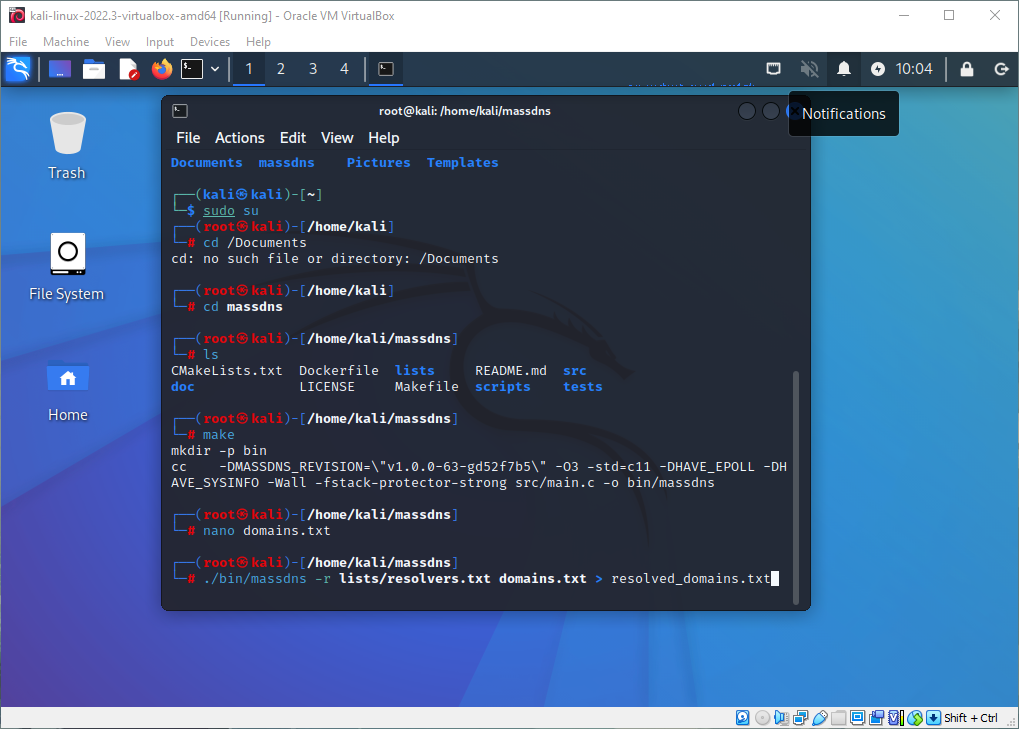 kali-linux-2022.3-virtualbox-amd64 [Running] - Oracle VM VirtualBox
File Machine View Input Devices Help
1 2 3 4 10:04
root@kali: /home/kali/massdns
Notifications
File Actions Edit View Help
Documents massdns Pictures Templates
Trash
┌──(kali㉿kali)-[~]
└─$ sudo su
┌──(root㉿kali)-[/home/kali]
└─# cd /Documents
cd: no such file or directory: /Documents
File System
┌──(root㉿kali)-[/home/kali]
└─# cd massdns
┌──(root㉿kali)-[/home/kali/massdns]
└─# ls
CMakeLists.txt Dockerfile lists README.md src
doc LICENSE Makefile scripts tests
Home
┌──(root㉿kali)-[/home/kali/massdns]
└─# make
mkdir -p bin
cc -DMASSDNS_REVISION=\"v1.0.0-63-gd52f7b5\" -O3 -std=c11 -DHAVE_EPOLL -DH
AVE_SYSINFO -Wall -fstack-protector-strong src/main.c -o bin/massdns
┌──(root㉿kali)-[/home/kali/massdns]
└─# nano domains.txt
┌──(root㉿kali)-[/home/kali/massdns]
└─# ./bin/massdns -r lists/resolvers.txt domains.txt > resolved_domains.txt
Shift + Ctrl